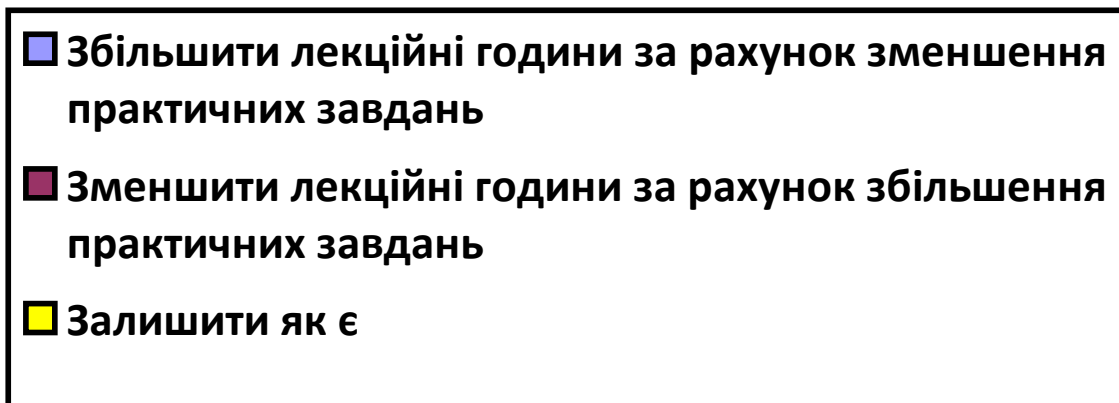 Збільшити лекційні години за рахунок зменшення
практичних завдань
Зменшити лекційні години за рахунок збільшення
практичних завдань
Залишити як є